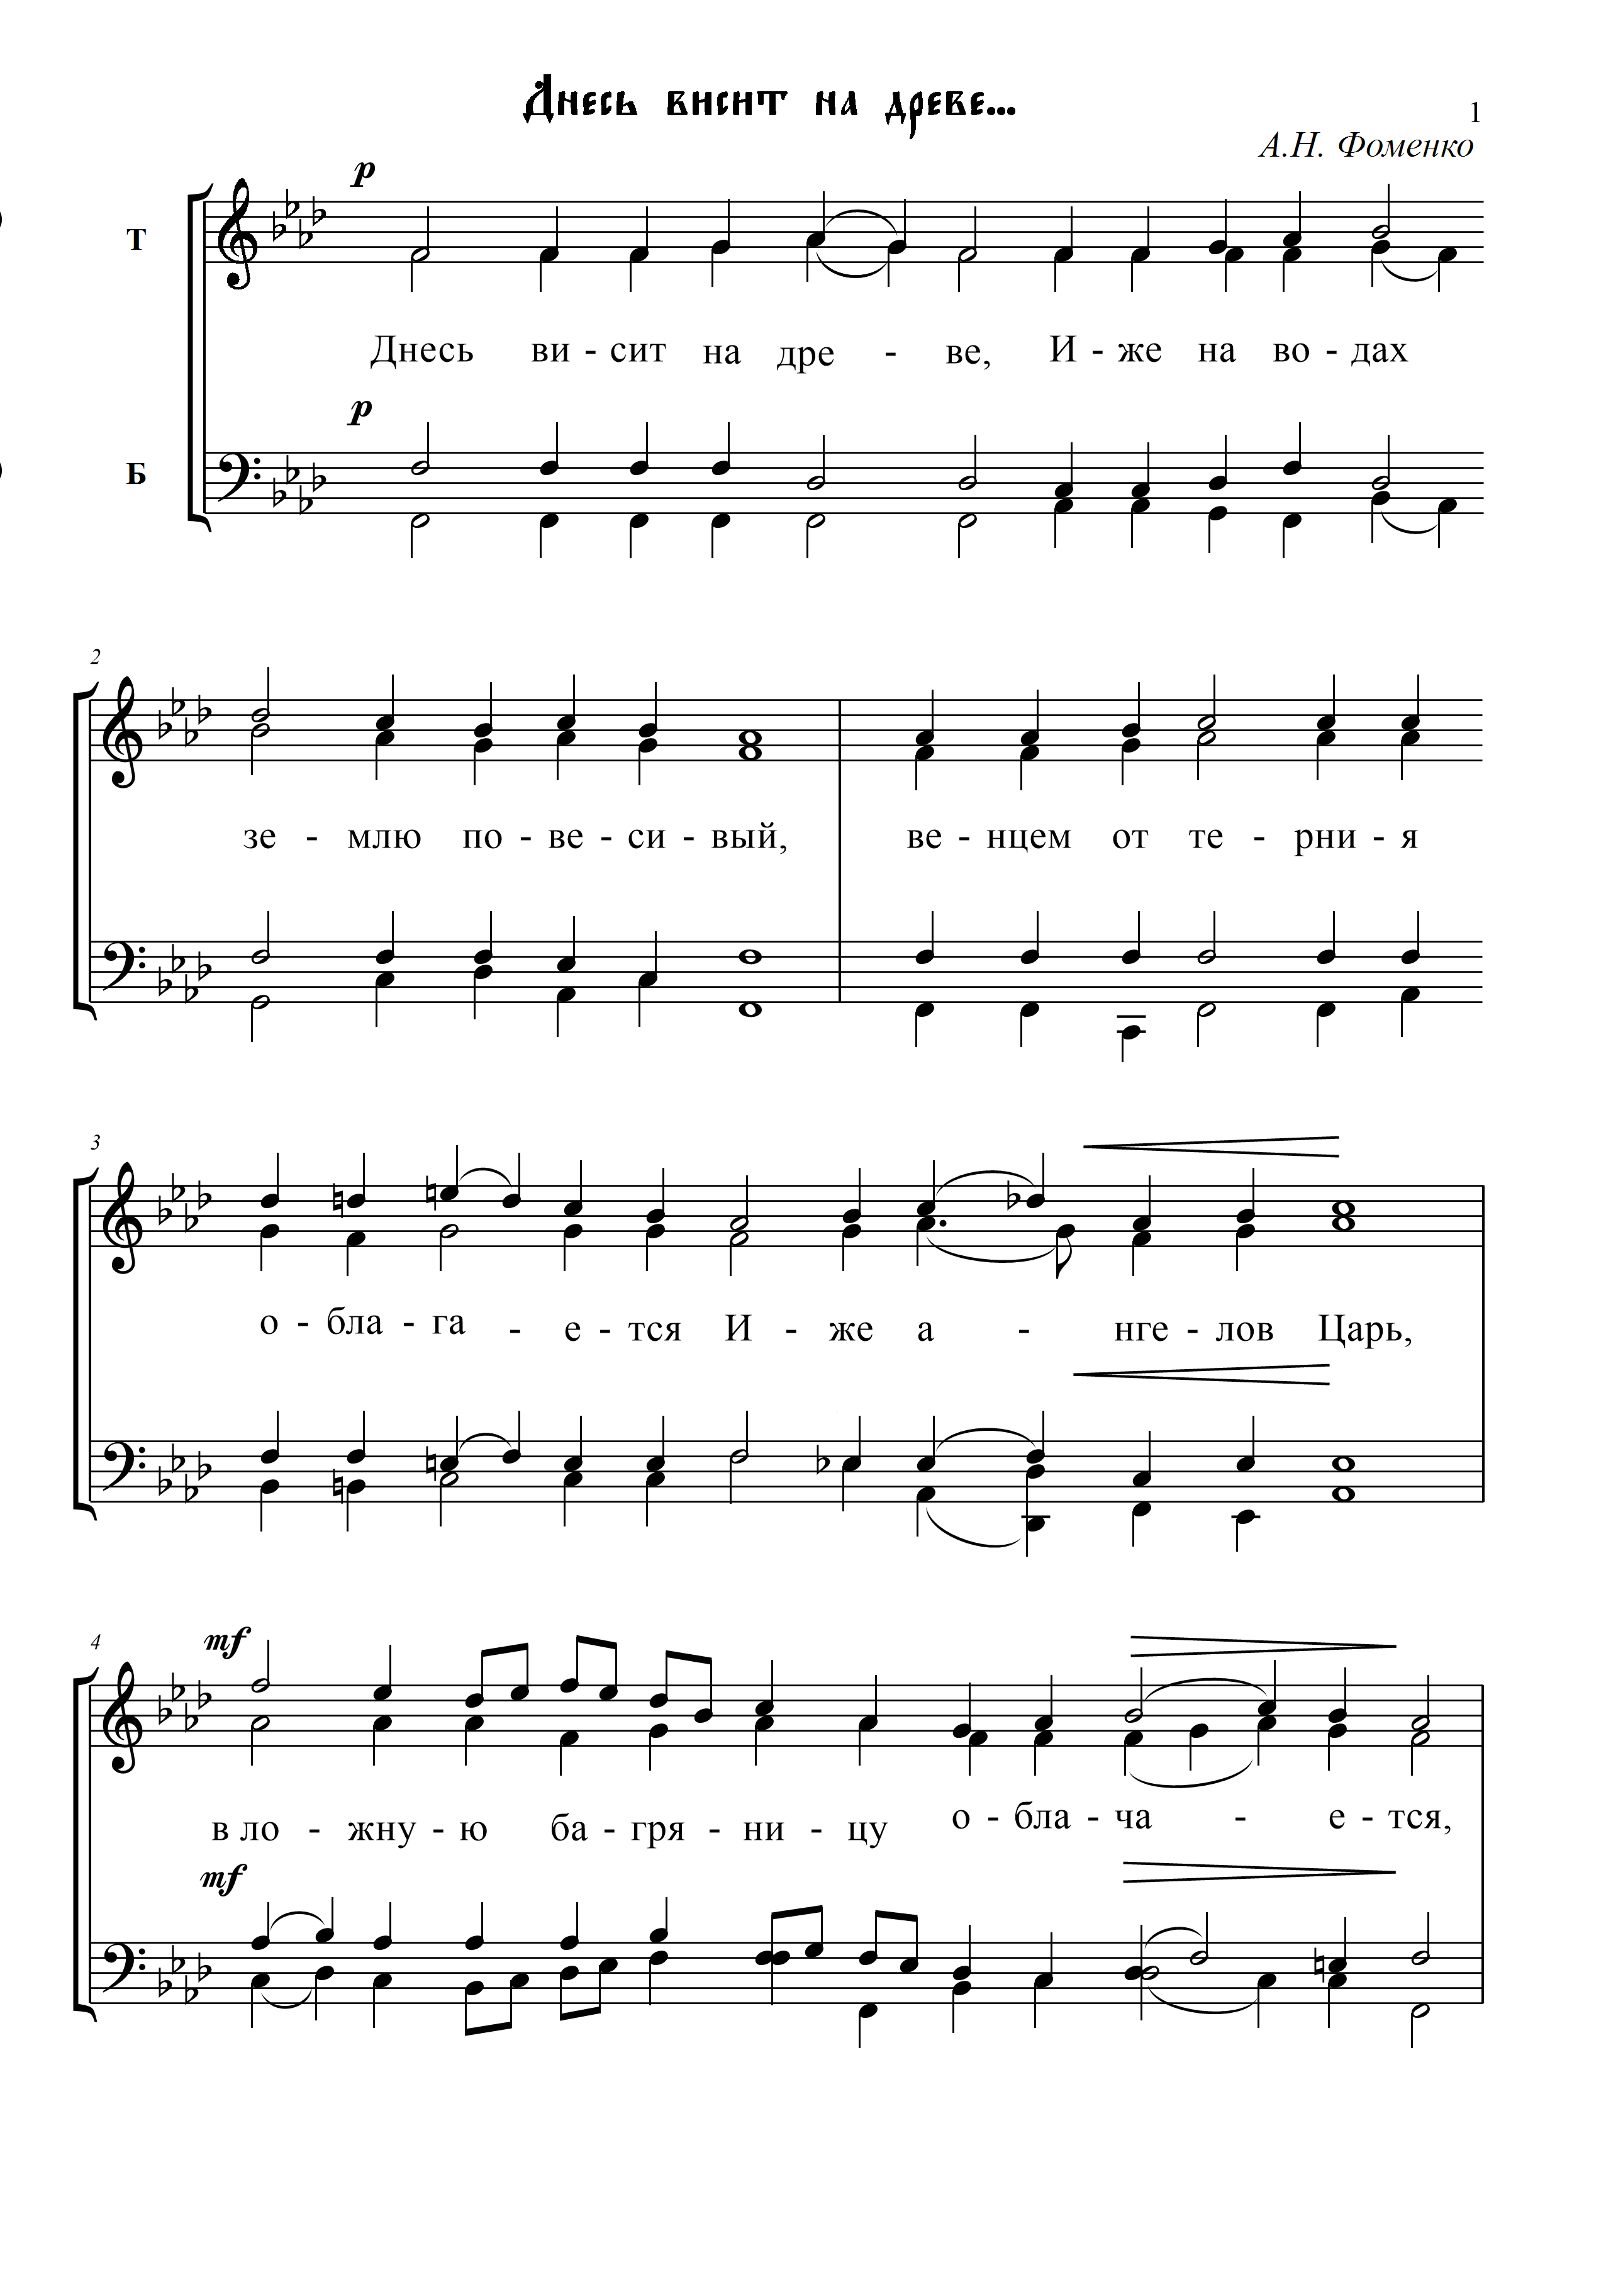 Днесь висит на древе...
1
А.Н. Фоменко
p
Т
Днесь ви - сит на дре - ве, И - же на во - дах
p
Б
2
зе - млю по - ве - си - вый, ве - нцем от те - рни - я
3
о - бла - га - е - тся И - же а - нге - лов Царь,
4
mf
в ло - жну - ю ба - гря - ни - цу о - бла - ча - е - тся,
mf